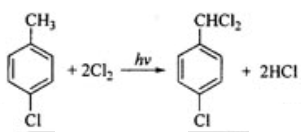 CH₃ CHCl₂
+ 2Cl₂ hν + 2HCl
Cl Cl